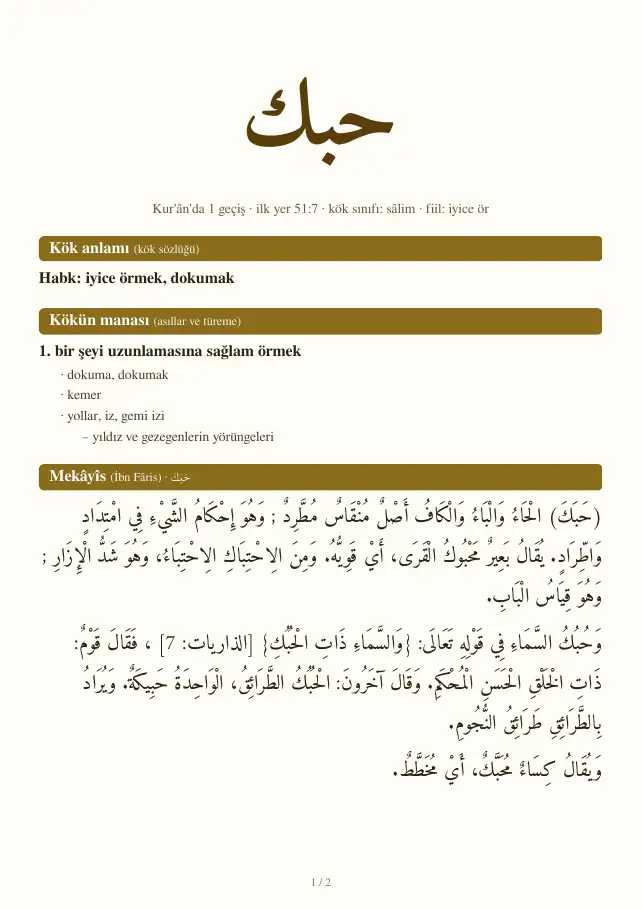 حبك
Kur'ân'da 1 geçiş · ilk yer 51:7 · kök sınıfı: sâlim · fiil: iyice ör
Kök anlamı (kök sözlüğü)
Habk: iyice örmek, dokumak
Kökün manası (asıllar ve türeme)
1. bir şeyi uzunlamasına sağlam örmek
· dokuma, dokumak
· kemer
· yollar, iz, gemi izi
– yıldız ve gezegenlerin yörüngeleri
Mekâyîs (İbn Fâris) · حَبَكَ
(حَبَكَ) الْحَاءُ وَالْبَاءُ وَالْكَافُ أَصْلٌ مُنْقَاسٌ مُطَّرِدٌ ; وَهُوَ إِحْكَامُ الشَّيْءِ فِي امْتِدَادٍ
وَاطِّرَادٍ. يُقَالُ بَعِيرٌ مَحْبُوكُ الْقَرَى، أَيْ قَوِيُّهُ. وَمِنَ الِاحْتِبَاكِ الِاحْتِبَاءُ، وَهُوَ شَدُّ الْإِزَارِ ;
وَهُوَ قِيَاسُ الْبَابِ.
وَحُبُكُ السَّمَاءِ فِي قَوْلِهِ تَعَالَى: {وَالسَّمَاءِ ذَاتِ الْحُبُكِ} [الذاريات: 7] ، فَقَالَ قَوْمٌ:
ذَاتِ الْخَلْقِ الْحَسَنِ الْمُحْكَمِ. وَقَالَ آخَرُونَ: الْحُبُكُ الطَّرَائِقُ، الْوَاحِدَةُ حَبِيكَةٌ. وَيُرَادُ
بِالطَّرَائِقِ طَرَائِقُ النُّجُومِ.
وَيُقَالُ كِسَاءٌ مُحَبَّكٌ، أَيْ مُخَطَّطٌ.
1 / 2